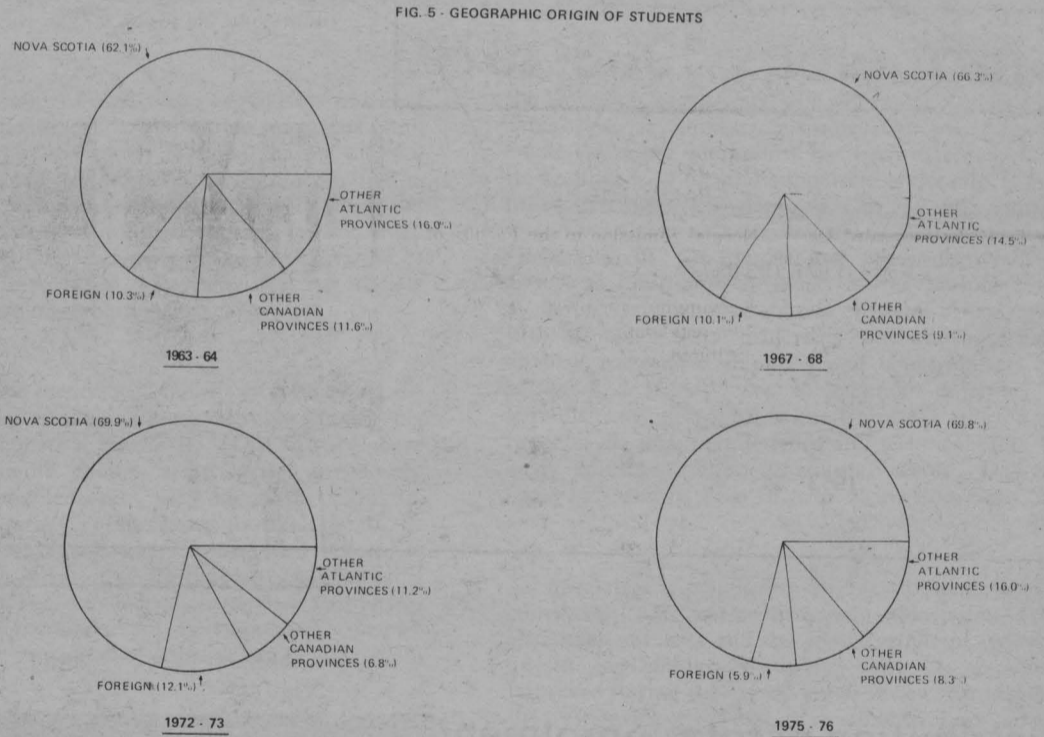 FIG. 5 - GEOGRAPHIC ORIGIN OF STUDENTS
NOVA SCOTIA (62.1%)
OTHER
ATLANTIC
PROVINCES (16.0%)
OTHER
CANADIAN
PROVINCES (11.6%)
FOREIGN (10.3%)
1963 - 64
NOVA SCOTIA (66.3%)
OTHER
ATLANTIC
PROVINCES (14.5%)
OTHER
CANADIAN
PROVINCES (9.1%)
FOREIGN (10.1%)
1967 - 68
NOVA SCOTIA (69.9%)
OTHER
ATLANTIC
PROVINCES (11.2%)
OTHER
CANADIAN
PROVINCES (6.8%)
FOREIGN (12.1%)
1972 - 73
NOVA SCOTIA (69.8%)
OTHER
ATLANTIC
PROVINCES (16.0%)
OTHER
CANADIAN
PROVINCES (8.3%)
FOREIGN (5.9%)
1975 - 76